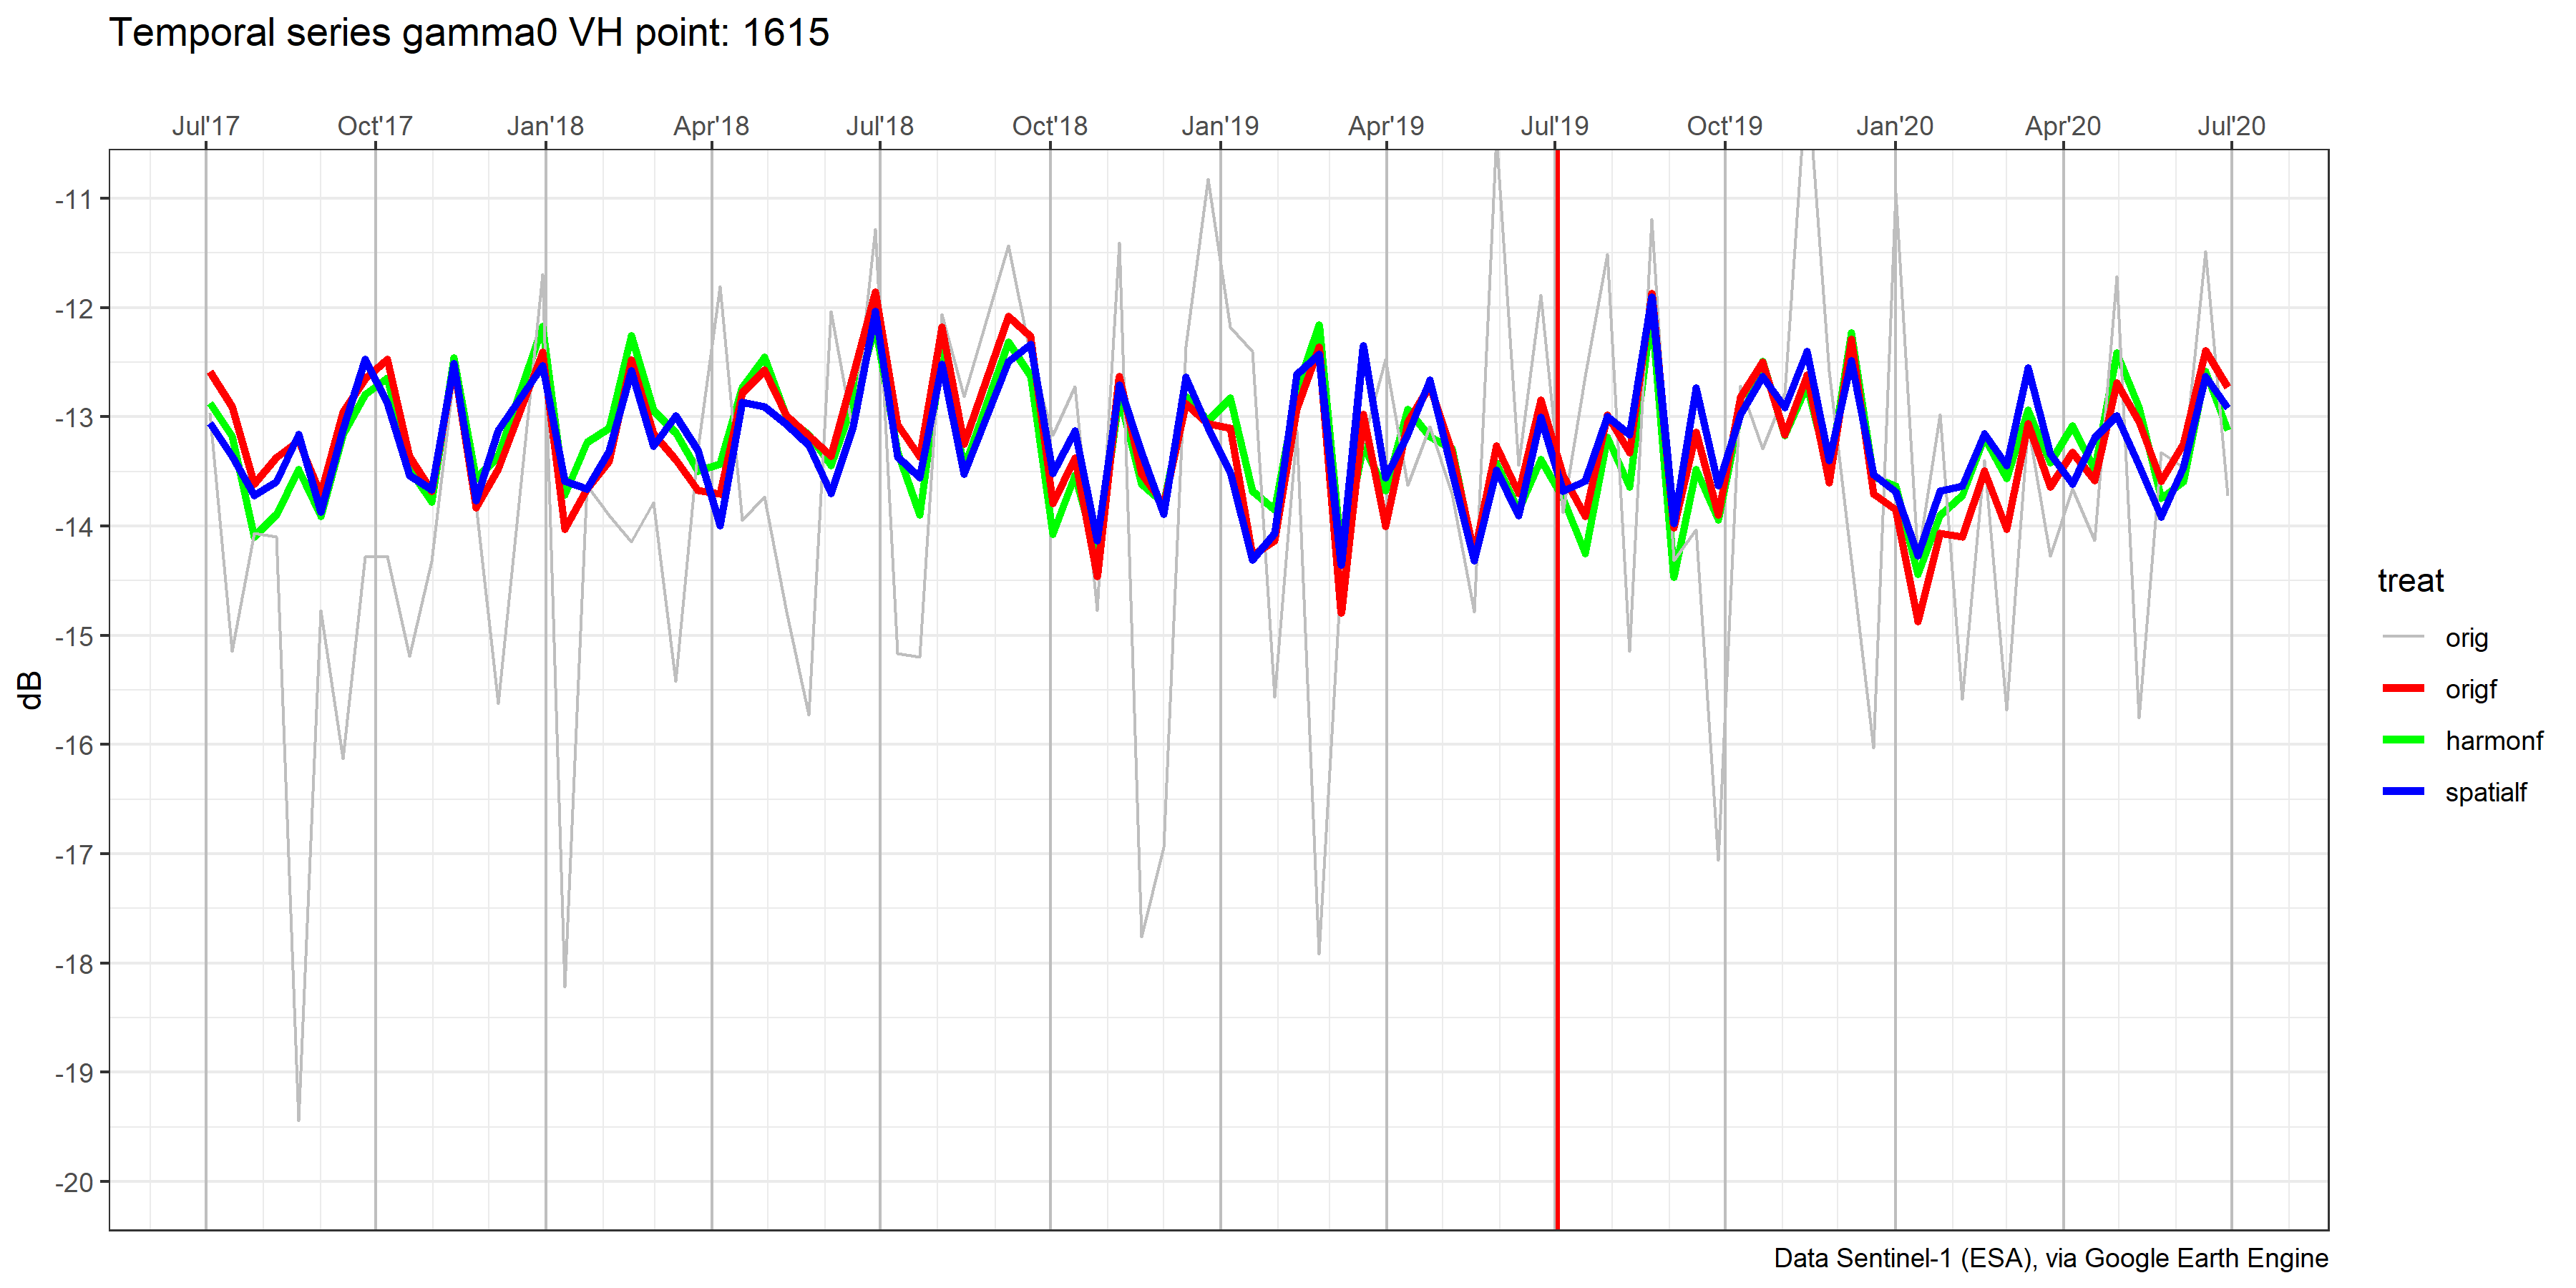 Temporal series gamma0 VH point: 1615
Jul'17 Oct'17 Jan'18 Apr'18 Jul'18 Oct'18 Jan'19 Apr'19 Jul'19 Oct'19 Jan'20 Apr'20 Jul'20
-11
-12
-13
-14
-15
-16
-17
-18
-19
-20
dB
treat
orig
origf
harmonf
spatialf
Data Sentinel-1 (ESA), via Google Earth Engine